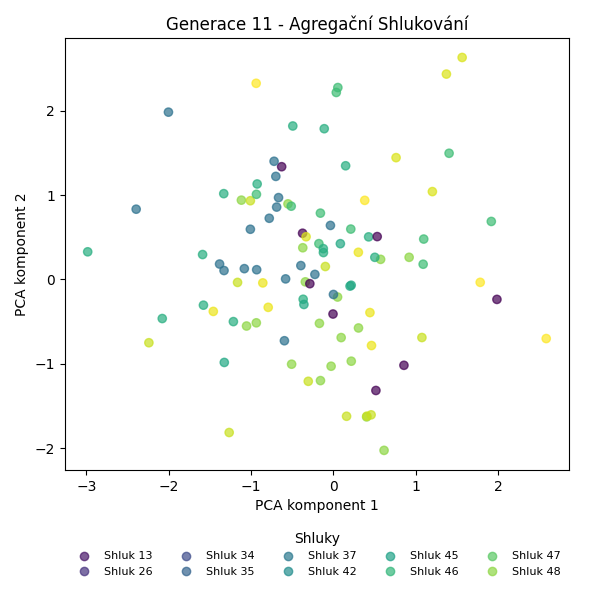 Generace 11 - Agregační Shlukování
PCA komponent 2
2
1
0
−1
−2
−3
−2
−1
0
1
2
PCA komponent 1
Shluky
Shluk 13 Shluk 34 Shluk 37 Shluk 45 Shluk 47
Shluk 26 Shluk 35 Shluk 42 Shluk 46 Shluk 48